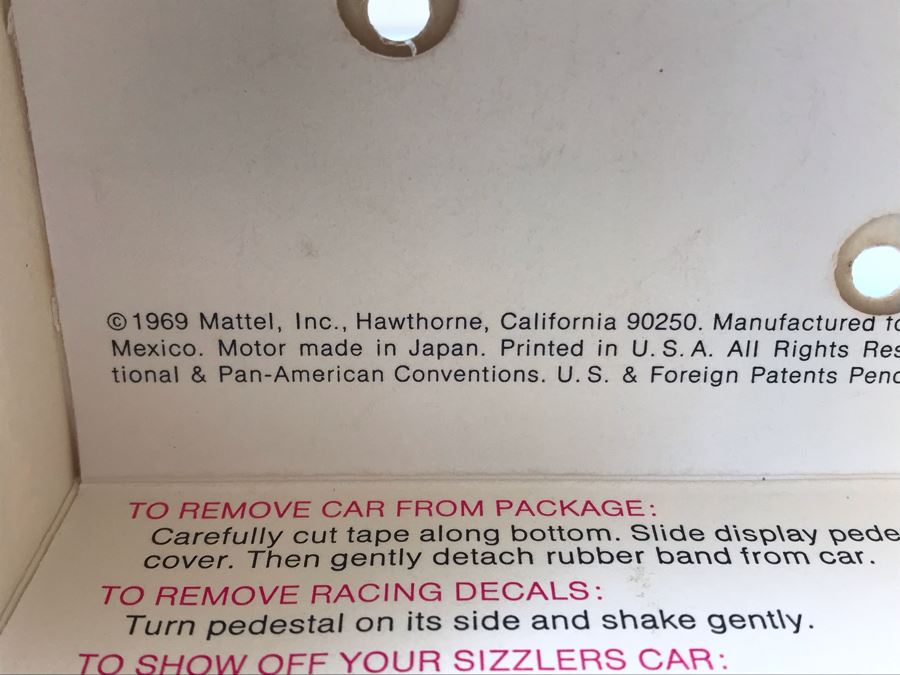 ©1969 Mattel, Inc., Hawthorne, California 90250. Manufactured
Mexico. Motor made in Japan. Printed in U.S.A. All Rights
tional & Pan-American Conventions. U.S. & Foreign Patents
TO REMOVE CAR FROM PACKAGE:
Carefully cut tape along bottom. Slide display
cover. Then gently detach rubber band from car.
TO REMOVE RACING DECALS:
Turn pedestal on its side and shake gently.
TO SHOW OFF YOUR SIZZLERS CAR: